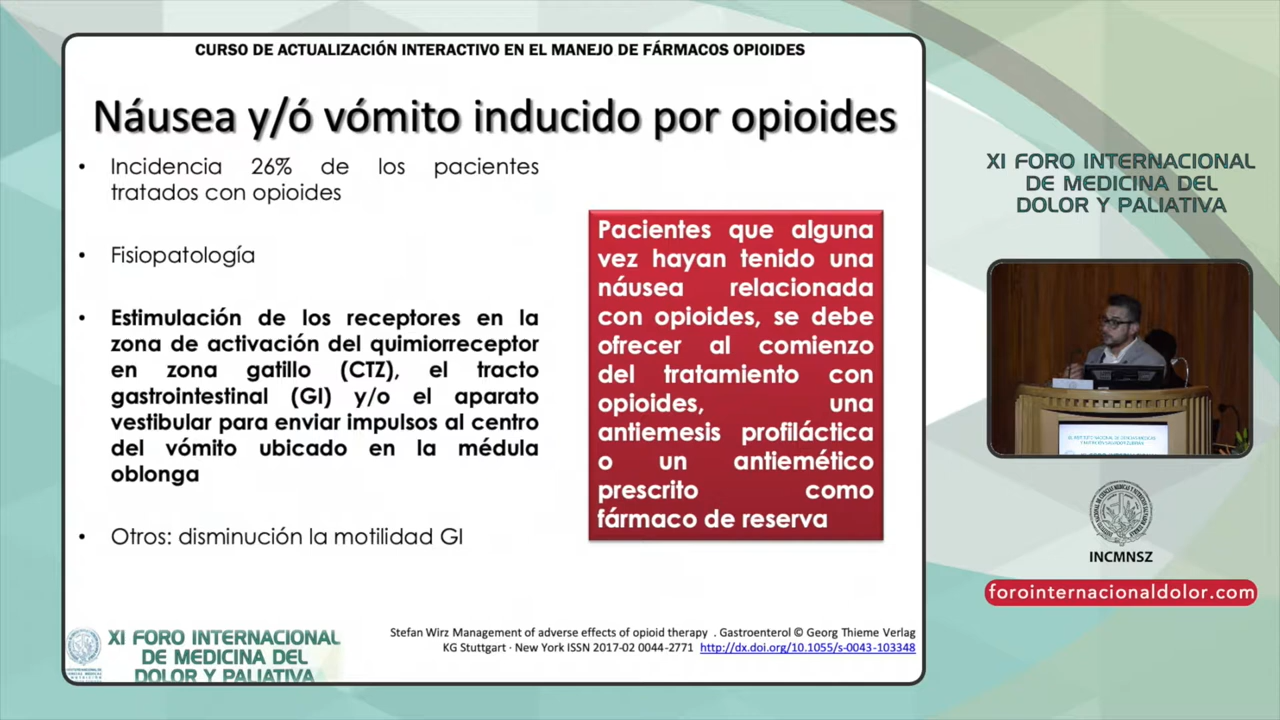 CURSO DE ACTUALIZACIÓN INTERACTIVO EN EL MANEJO DE FÁRMACOS OPIOIDES
Náusea y/ó vómito inducido por opioides
• Incidencia 26% de los pacientes
tratados con opioides
• Fisiopatología
• Estimulación de los receptores en la
zona de activación del quimiorreceptor
en zona gatillo (CTZ), el tracto
gastrointestinal (GI) y/o el aparato
vestibular para enviar impulsos al centro
del vómito ubicado en la médula
oblonga
• Otros: disminución la motilidad GI
Pacientes que alguna
vez hayan tenido una
náusea relacionada
con opioides, se debe
ofrecer al comienzo
del tratamiento con
opioides, una
antiemesis profiláctica
o un antiemético
prescrito como
fármaco de reserva
XI FORO INTERNACIONAL
DE MEDICINA DEL
DOLOR Y PALIATIVA
Stefan Wirz Management of adverse effects of opioid therapy . Gastroenterol © Georg Thieme Verlag
KG Stuttgart · New York ISSN 2017-02 0044-2771 http://dx.doi.org/10.1055/s-0043-103348
XI FORO INTERNACIONAL
DE MEDICINA DEL
DOLOR Y PALIATIVA
INCMNSZ
forointernacionaldolor.com